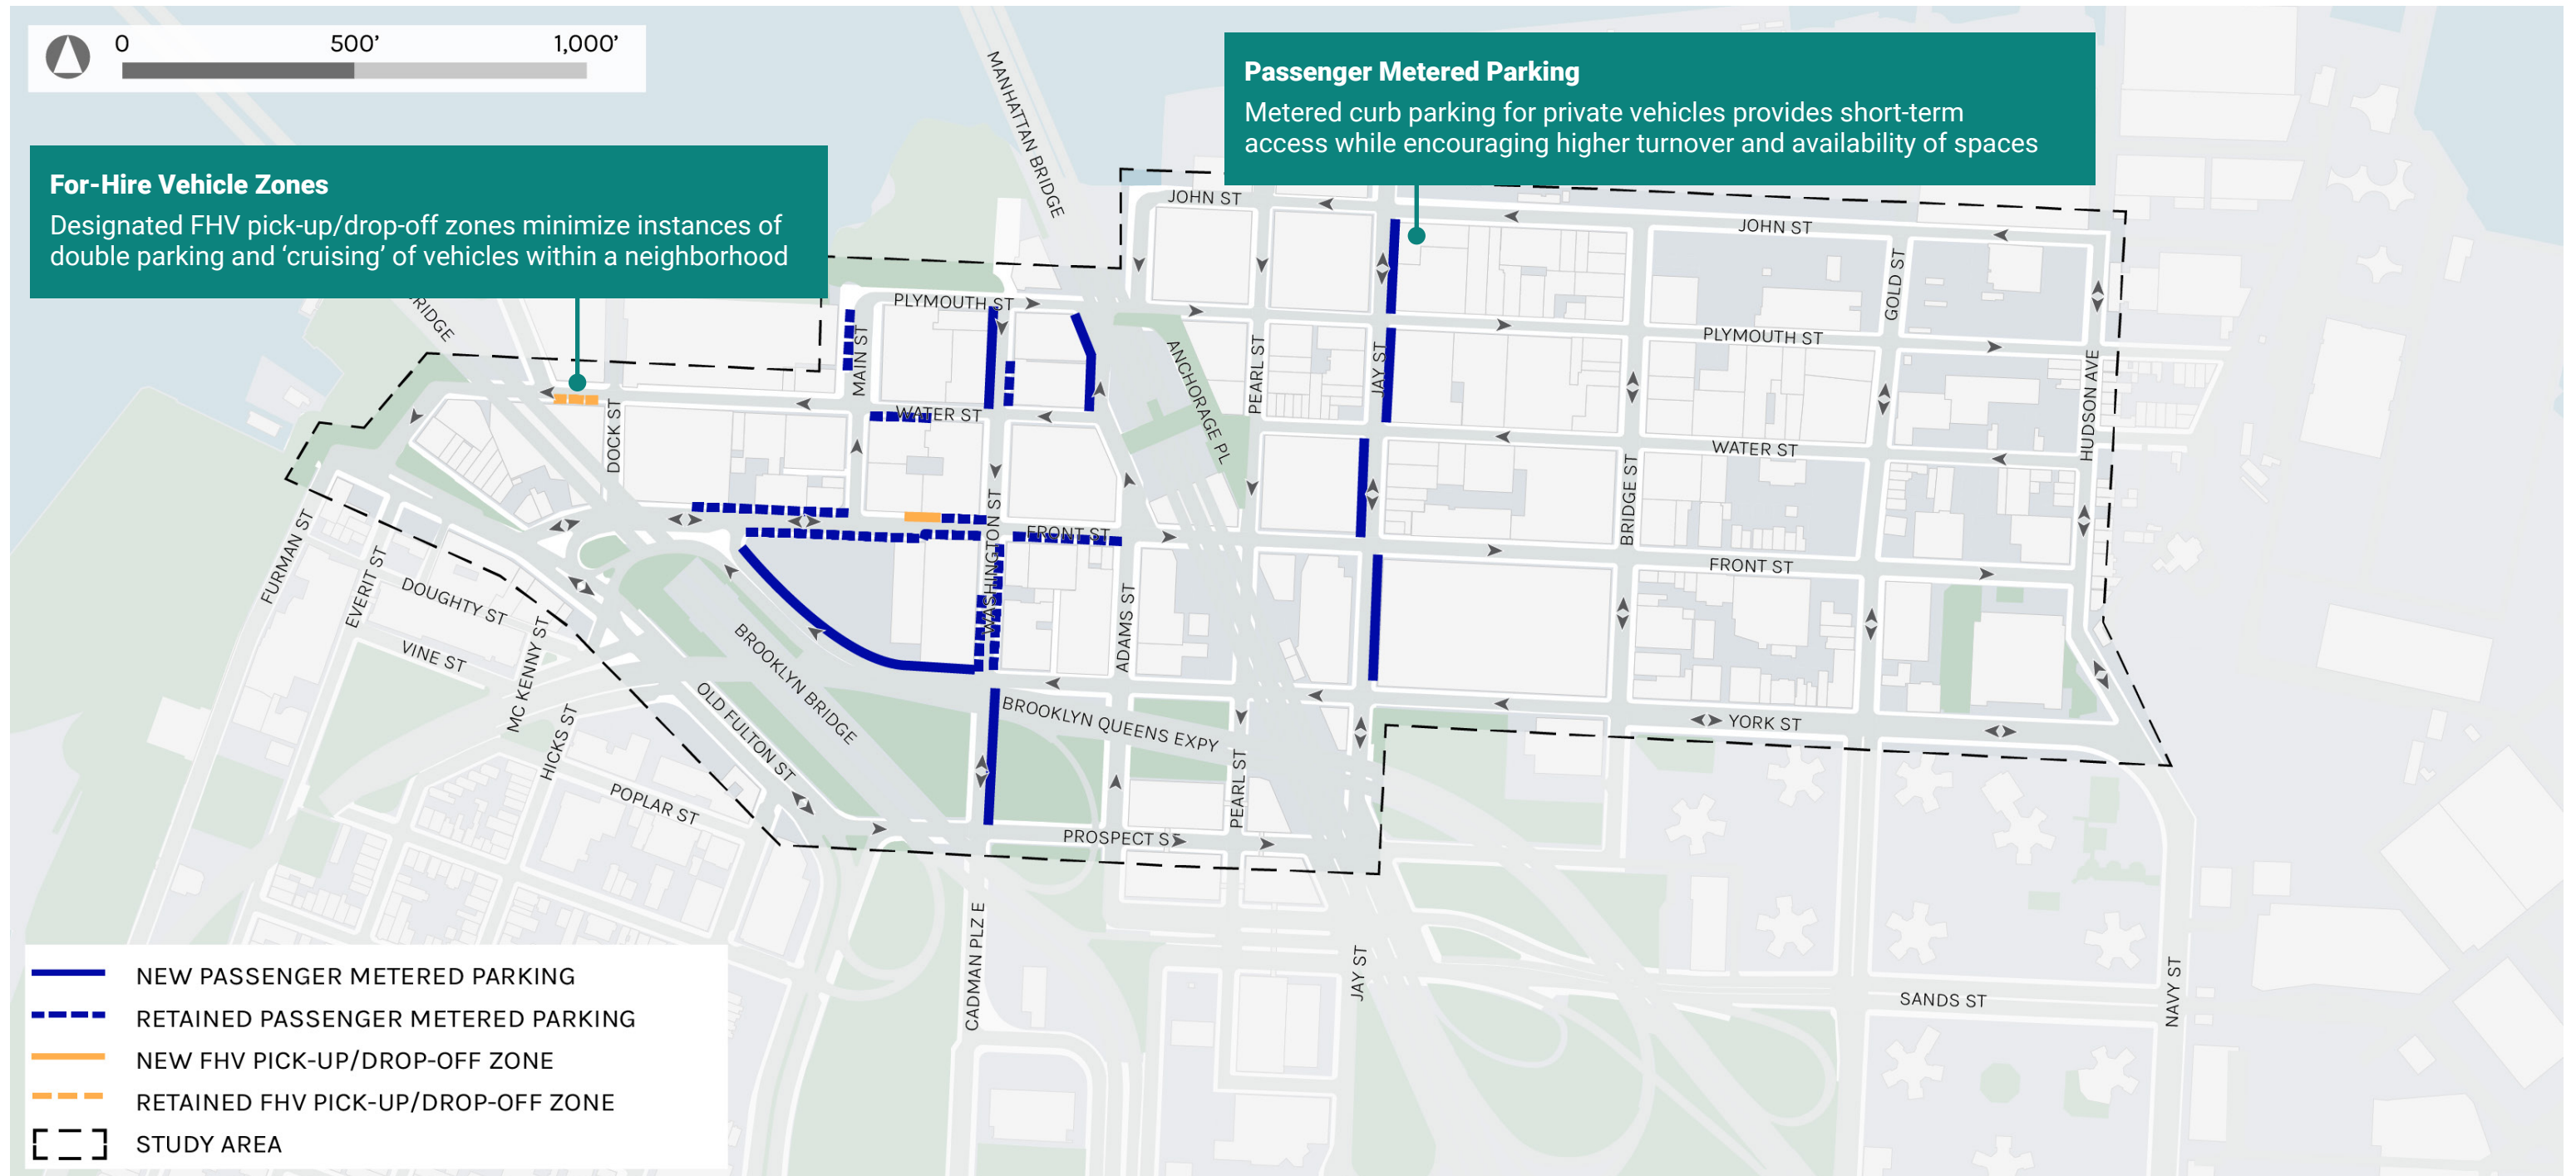 0 500' 1,000'
For-Hire Vehicle Zones
Designated FHV pick-up/drop-off zones minimize instances of
double parking and ‘cruising’ of vehicles within a neighborhood
Passenger Metered Parking
Metered curb parking for private vehicles provides short-term
access while encouraging higher turnover and availability of spaces
MANHATTAN BRIDGE
JOHN ST
JOHN ST
GOLD ST
PLYMOUTH ST
PLYMOUTH ST
MAIN ST
ANCHORAGE PL
PEARL ST
JAY ST
HUDSON AVE
DOCK ST
WATER ST
WATER ST
BRIDGE ST
WASHINGTON ST
FRONT ST
FRONT ST
FURMAN ST
EVERIT ST
DOUGHTY ST
VINE ST
MC KENNY ST
HICKS ST
ADAMS ST
BROOKLYN BRIDGE
OLD FULTON ST
BROOKLYN QUEENS EXPY
YORK ST
POPLAR ST
PEARL ST
PROSPECT ST
CADMAN PLZ E
JAY ST
SANDS ST
NAVY ST
NEW PASSENGER METERED PARKING
RETAINED PASSENGER METERED PARKING
NEW FHV PICK-UP/DROP-OFF ZONE
RETAINED FHV PICK-UP/DROP-OFF ZONE
STUDY AREA